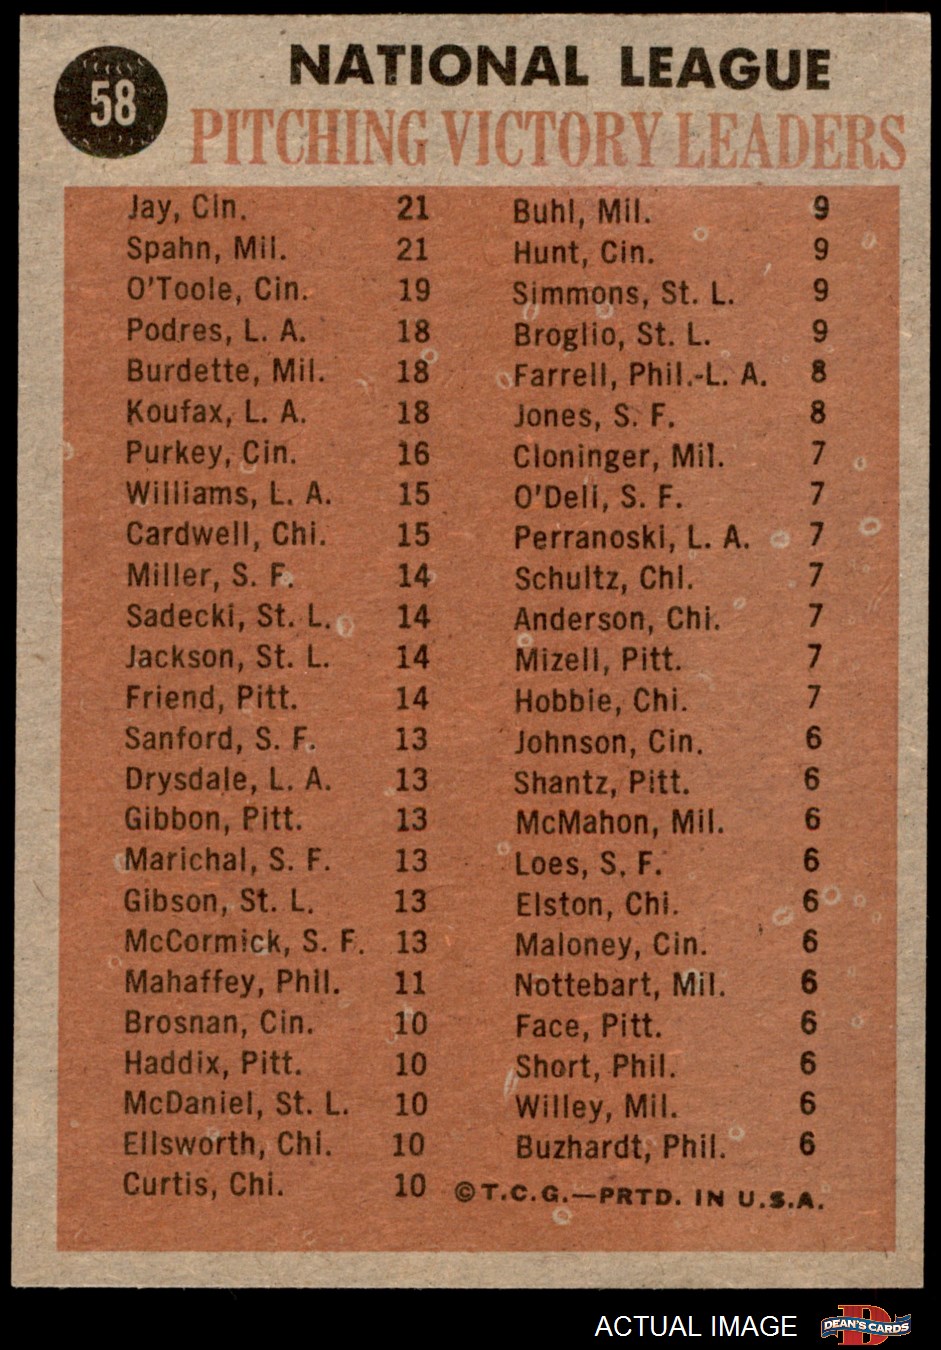 58
NATIONAL LEAGUE
PITCHING VICTORY LEADERS
Jay, Cin. 21
Spahn, Mil. 21
O'Toole, Cin. 19
Podres, L. A. 18
Burdette, Mil. 18
Koufax, L. A. 18
Purkey, Cin. 16
Williams, L. A. 15
Cardwell, Chi. 15
Miller, S. F. 14
Sadecki, St. L. 14
Jackson, St. L. 14
Friend, Pitt. 14
Sanford, S. F. 13
Drysdale, L. A. 13
Gibbon, Pitt. 13
Marichal, S. F. 13
Gibson, St. L. 13
McCormick, S. F. 13
Mahaffey, Phil. 11
Brosnan, Cin. 10
Haddix, Pitt. 10
McDaniel, St. L. 10
Ellsworth, Chi. 10
Curtis, Chi. 10
Buhl, Mil. 9
Hunt, Cin. 9
Simmons, St. L. 9
Broglio, St. L. 9
Farrell, Phil.-L. A. 8
Jones, S. F. 8
Cloninger, Mil. 7
O'Dell, S. F. 7
Perranoski, L. A. 7
Schultz, Chi. 7
Anderson, Chi. 7
Mizell, Pitt. 7
Hobbie, Chi. 7
Johnson, Cin. 6
Shantz, Pitt. 6
McMahon, Mil. 6
Loes, S. F. 6
Elston, Chi. 6
Maloney, Cin. 6
Nottebart, Mil. 6
Face, Pitt. 6
Short, Phil. 6
Willey, Mil. 6
Buzhardt, Phil. 6
©T.C.G.—PRTD. IN U.S.A.
ACTUAL IMAGE
D
DEAN'S CARDS